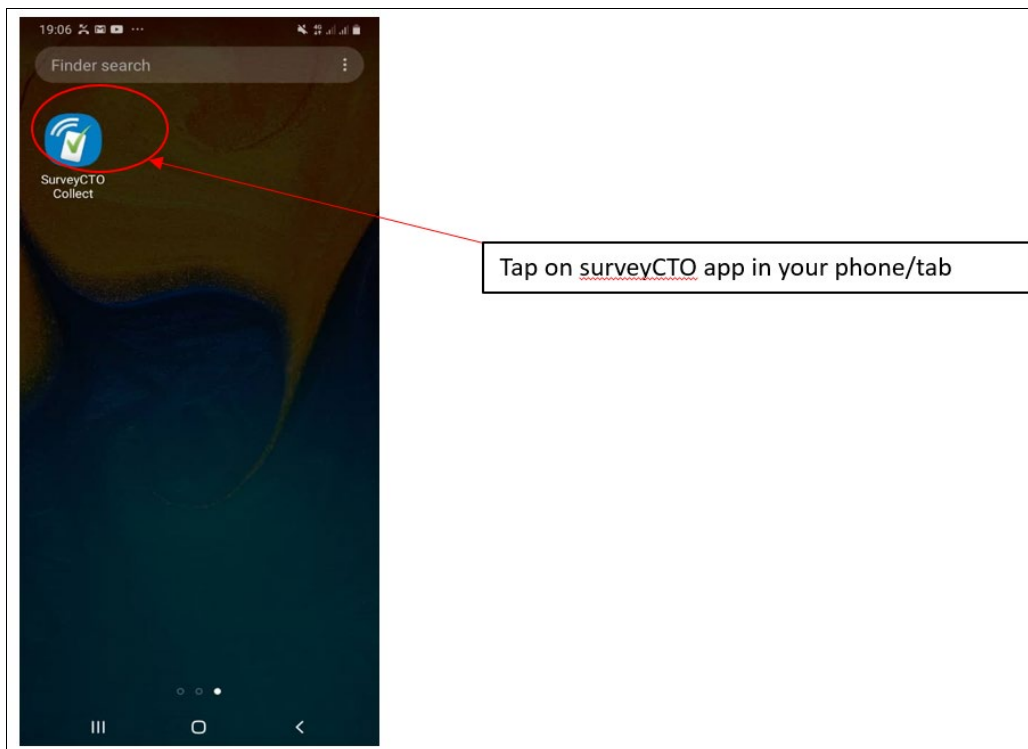 19:06
Finder search
SurveyCTO
Collect
Tap on surveyCTO app in your phone/tab